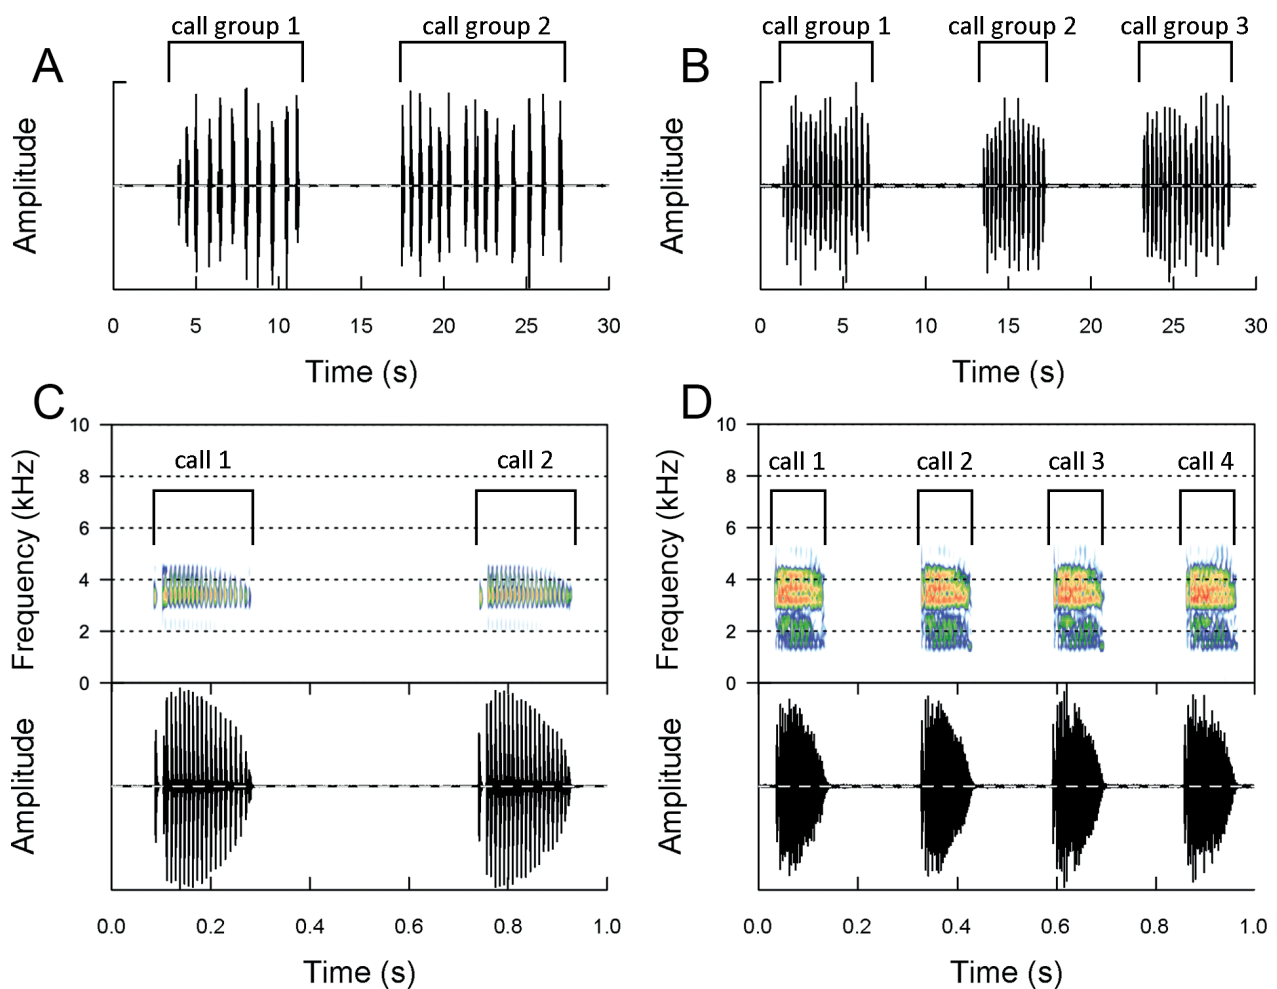 call group 1 call group 2
A
Amplitude
0 5 10 15 20 25 30
Time (s)
call group 1 call group 2 call group 3
B
Amplitude
0 5 10 15 20 25 30
Time (s)
C
10
8
6
4
2
0
Frequency (kHz)
call 1 call 2
Amplitude
0.0 0.2 0.4 0.6 0.8 1.0
Time (s)
D
10
8
6
4
2
0
Frequency (kHz)
call 1 call 2 call 3 call 4
Amplitude
0.0 0.2 0.4 0.6 0.8 1.0
Time (s)